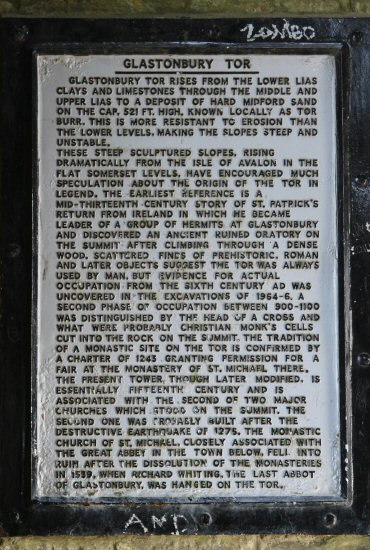 ZOMBO
GLASTONBURY TOR
GLASTONBURY TOR RISES FROM THE LOWER LIAS
CLAYS AND LIMESTONES THROUGH THE MIDDLE AND
UPPER LIAS TO A DEPOSIT OF HARD MIDFORD SAND
ON THE CAP, 521 FT. HIGH, KNOWN LOCALLY AS TOR
BURR. THIS IS MORE RESISTANT TO EROSION THAN
THE LOWER LEVELS, MAKING THE SLOPES STEEP AND
UNSTABLE.
THESE STEEP SCULPTURED SLOPES, RISING
DRAMATICALLY FROM THE ISLE OF AVALON IN THE
FLAT SOMERSET LEVELS, HAVE ENCOURAGED MUCH
SPECULATION ABOUT THE ORIGIN OF THE TOR IN
LEGEND. THE EARLIEST REFERENCE IS A
MID-THIRTEENTH CENTURY STORY OF ST. PATRICK'S
RETURN FROM IRELAND IN WHICH HE BECAME
LEADER OF A GROUP OF HERMITS AT GLASTONBURY
AND DISCOVERED AN ANCIENT RUINED ORATORY ON
THE SUMMIT AFTER CLIMBING THROUGH A DENSE
WOOD. SCATTERED FINDS OF PREHISTORIC, ROMAN
AND LATER OBJECTS SUGGEST THE TOR WAS ALWAYS
USED BY MAN, BUT EVIDENCE FOR ACTUAL
OCCUPATION FROM THE SIXTH CENTURY AD WAS
UNCOVERED IN THE EXCAVATIONS OF 1964-6. A
SECOND PHASE OF OCCUPATION BETWEEN 900-1100
WAS DISTINGUISHED BY THE HEAD OF A CROSS AND
WHAT WERE PROBABLY CHRISTIAN MONK'S CELLS
CUT INTO THE ROCK ON THE SUMMIT. THE TRADITION
OF A MONASTIC SITE ON THE TOR IS CONFIRMED BY
A CHARTER OF 1243 GRANTING PERMISSION FOR A
FAIR AT THE MONASTERY OF ST. MICHAEL THERE.
THE PRESENT TOWER, THOUGH LATER MODIFIED, IS
ESSENTIALLY FIFTEENTH CENTURY AND IS
ASSOCIATED WITH THE SECOND OF TWO MAJOR
CHURCHES WHICH STOOD ON THE SUMMIT. THE
SECOND ONE WAS PROBABLY BUILT AFTER THE
DESTRUCTIVE EARTHQUAKE OF 1275. THE MONASTIC
CHURCH OF ST. MICHAEL, CLOSELY ASSOCIATED WITH
THE GREAT ABBEY IN THE TOWN BELOW, FELL INTO
RUIN AFTER THE DISSOLUTION OF THE MONASTERIES
IN 1539, WHEN RICHARD WHITING, THE LAST ABBOT
OF GLASTONBURY, WAS HANGED ON THE TOR.
AND